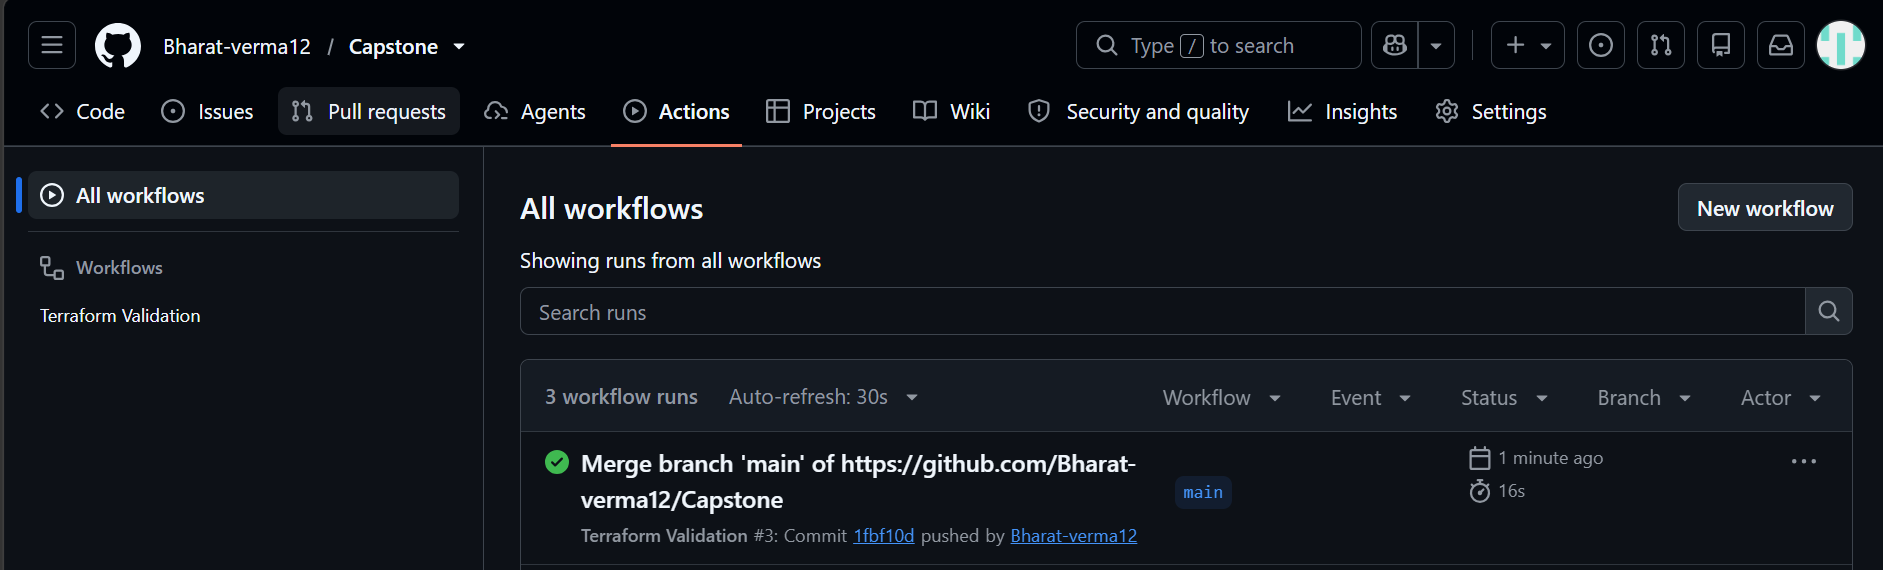 Bharat-verma12 / Capstone
Type / to search
Code
Issues
Pull requests
Agents
Actions
Projects
Wiki
Security and quality
Insights
Settings
All workflows
Workflows
Terraform Validation
All workflows
New workflow
Showing runs from all workflows
Search runs
3 workflow runs
Auto-refresh: 30s
Workflow
Event
Status
Branch
Actor
Merge branch 'main' of https://github.com/Bharat-
verma12/Capstone
Terraform Validation #3: Commit 1fbf10d pushed by Bharat-verma12
main
1 minute ago
16s